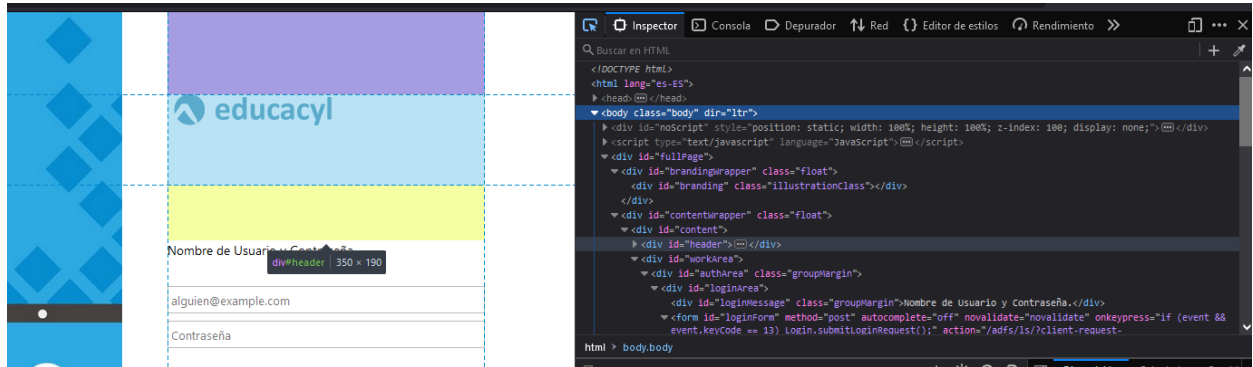 educacyl
Nombre de Usuario y Contraseña.
div#header | 350 × 190
alguien@example.com
Contraseña
Inspector Consola Depurador Red Editor de estilos Rendimiento
Buscar en HTML
<!DOCTYPE html>
<html lang="es-ES">
<head></head>
<body class="body" dir="ltr">
<div id="noScript" style="position: static; width: 100%; height: 100%; z-index: 100; display: none;"></div>
<script type="text/javascript" language="JavaScript"></script>
<div id="fullPage">
<div id="brandingWrapper" class="float">
<div id="branding" class="illustrationClass"></div>
</div>
<div id="contentWrapper" class="float">
<div id="content">
<div id="header"></div>
<div id="workArea">
<div id="authArea" class="groupMargin">
<div id="loginArea">
<div id="loginMessage" class="groupMargin">Nombre de Usuario y Contraseña.</div>
<form id="loginForm" method="post" autocomplete="off" novalidate="novalidate" onkeypress="if (event &&
event.keyCode == 13) Login.submitLoginRequest();" action="/adfs/ls/?client-request-
html > body.body